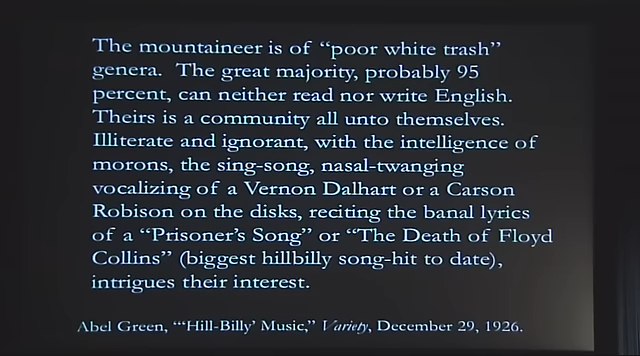 The mountaineer is of “poor white trash”
genera. The great majority, probably 95
percent, can neither read nor write English.
Theirs is a community all unto themselves.
Illiterate and ignorant, with the intelligence of
morons, the sing-song, nasal-twanging
vocalizing of a Vernon Dalhart or a Carson
Robison on the disks, reciting the banal lyrics
of a “Prisoner’s Song” or “The Death of Floyd
Collins” (biggest hillbilly song-hit to date),
intrigues their interest.
Abel Green, “‘Hill-Billy’ Music,” Variety, December 29, 1926.